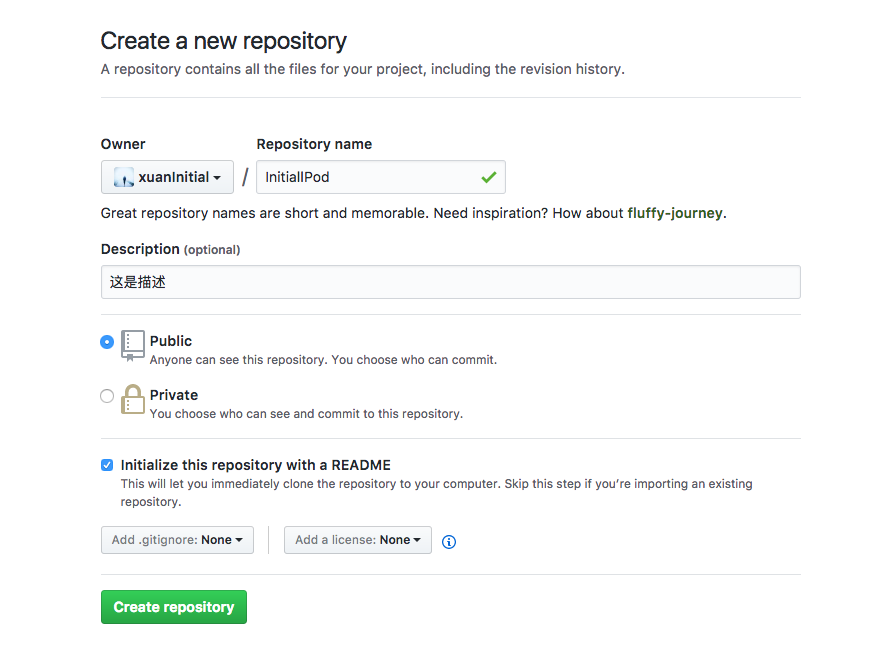 Create a new repository
A repository contains all the files for your project, including the revision history.
Owner
Repository name
xuanInitial
/
InitialIPod
Great repository names are short and memorable. Need inspiration? How about fluffy-journey.
Description (optional)
这是描述
Public
Anyone can see this repository. You choose who can commit.
Private
You choose who can see and commit to this repository.
Initialize this repository with a README
This will let you immediately clone the repository to your computer. Skip this step if you’re importing an existing
repository.
Add .gitignore: None
Add a license: None
Create repository